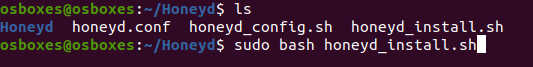 osboxes@osboxes:~/Honeyd$ ls
Honeyd honeyd.conf honeyd_config.sh honeyd_install.sh
osboxes@osboxes:~/Honeyd$ sudo bash honeyd_install.sh